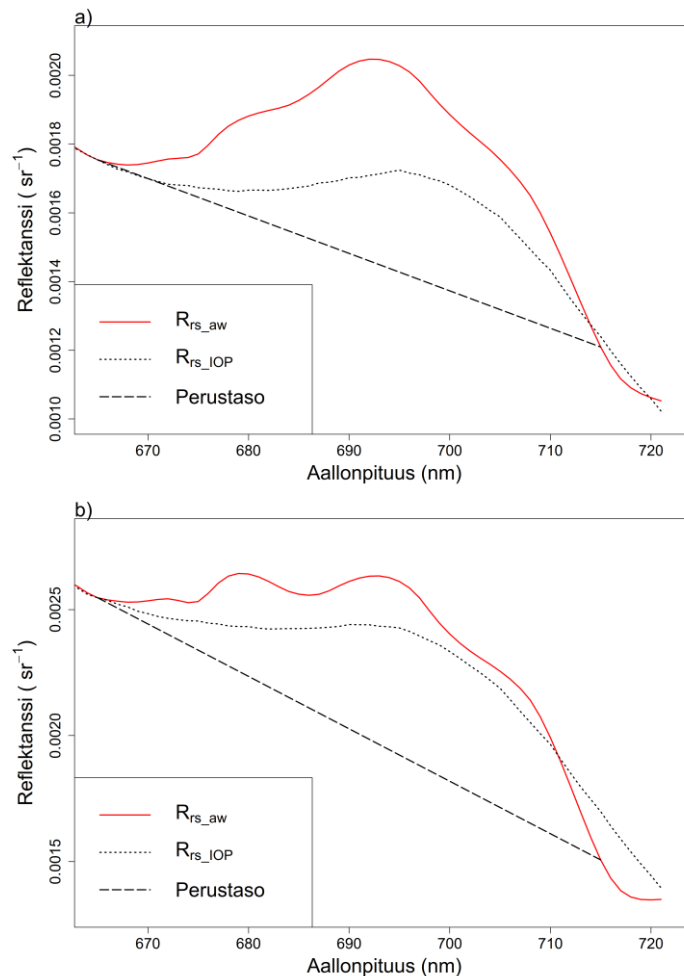 a)
Reflektanssi ( sr⁻¹)
0.0020
0.0018
0.0016
0.0014
0.0012
0.0010
Rrs_aw
Rrs_IOP
Perustaso
670 680 690 700 710 720
Aallonpituus (nm)
b)
Reflektanssi ( sr⁻¹)
0.0025
0.0020
0.0015
Rrs_aw
Rrs_IOP
Perustaso
670 680 690 700 710 720
Aallonpituus (nm)